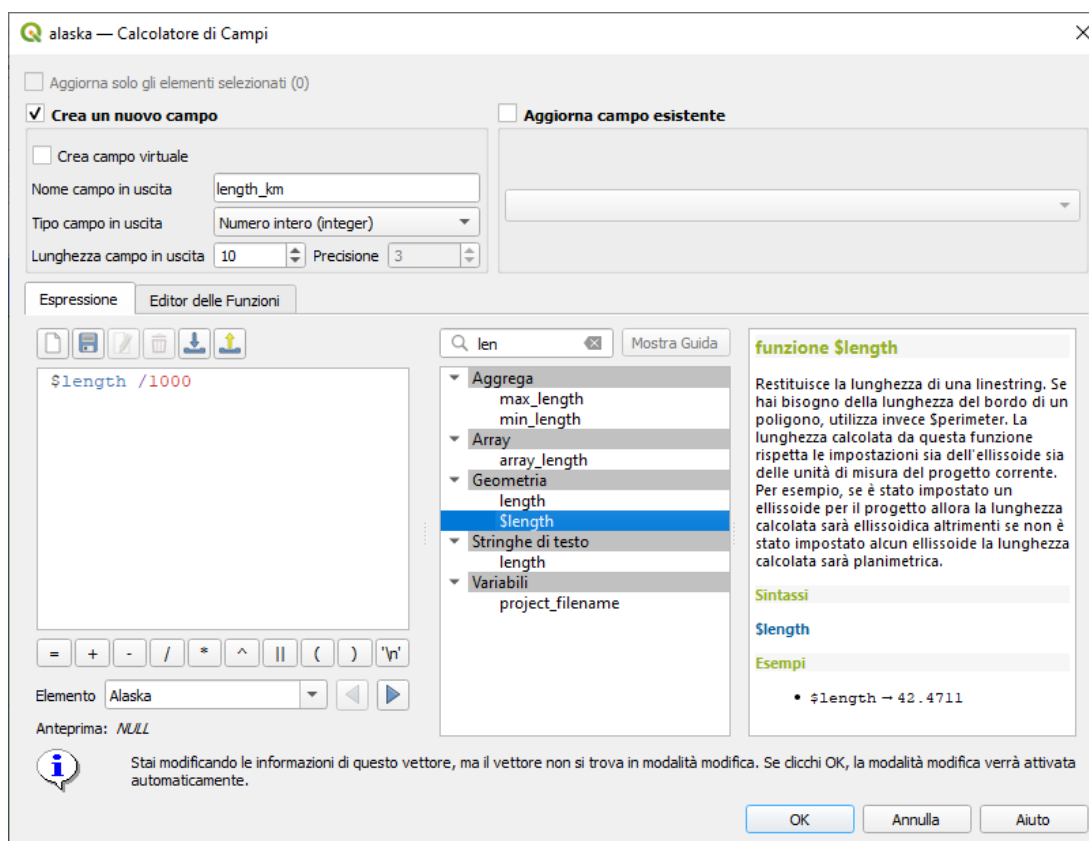 alaska — Calcolatore di Campi
Aggiorna solo gli elementi selezionati (0)
Crea un nuovo campo
Aggiorna campo esistente
Crea campo virtuale
Nome campo in uscita length_km
Tipo campo in uscita Numero intero (integer)
Lunghezza campo in uscita 10 Precisione 3
Espressione Editor delle Funzioni
len Mostra Guida
$length /1000
Aggrega
max_length
min_length
Array
array_length
Geometria
length
$length
Stringhe di testo
length
Variabili
project_filename
funzione $length
Restituisce la lunghezza di una linestring. Se
hai bisogno della lunghezza del bordo di un
poligono, utilizza invece $perimeter. La
lunghezza calcolata da questa funzione
rispetta le impostazioni sia dell'ellissoide sia
delle unità di misura del progetto corrente.
Per esempio, se è stato impostato un
ellissoide per il progetto allora la lunghezza
calcolata sarà ellissoidica altrimenti se non è
stato impostato alcun ellissoide la lunghezza
calcolata sarà planimetrica.
Sintassi
$length
Esempi
• $length → 42.4711
= + - / * ^ || ( ) '\n'
Elemento Alaska
Anteprima: NULL
Stai modificando le informazioni di questo vettore, ma il vettore non si trova in modalità modifica. Se clicchi OK, la modalità modifica verrà attivata
automaticamente.
OK Annulla Aiuto